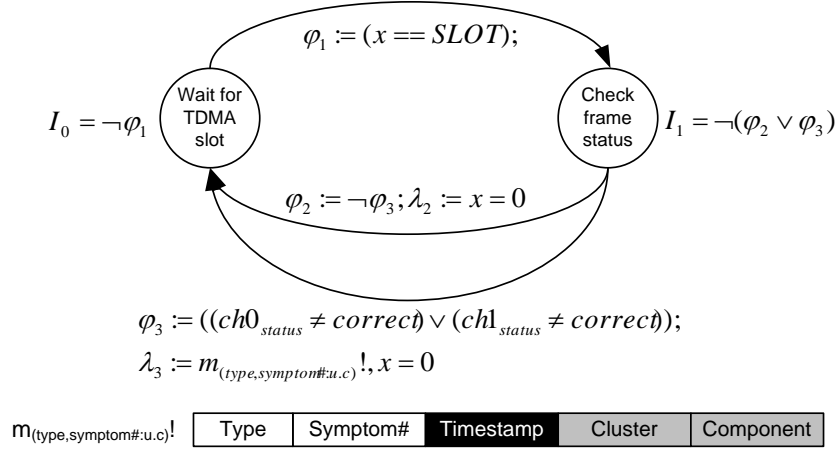 φ₁ := (x == SLOT);
Wait for
TDMA
slot
Check
frame
status
I₀ = ¬φ₁
I₁ = ¬(φ₂ ∨ φ₃)
φ₂ := ¬φ₃; λ₂ := x = 0
φ₃ := ((ch0_status ≠ correct) ∨ (ch1_status ≠ correct));
λ₃ := m_(type,symptom#:u.c)!, x = 0
m(type,symptom#:u.c)! Type Symptom# Timestamp Cluster Component